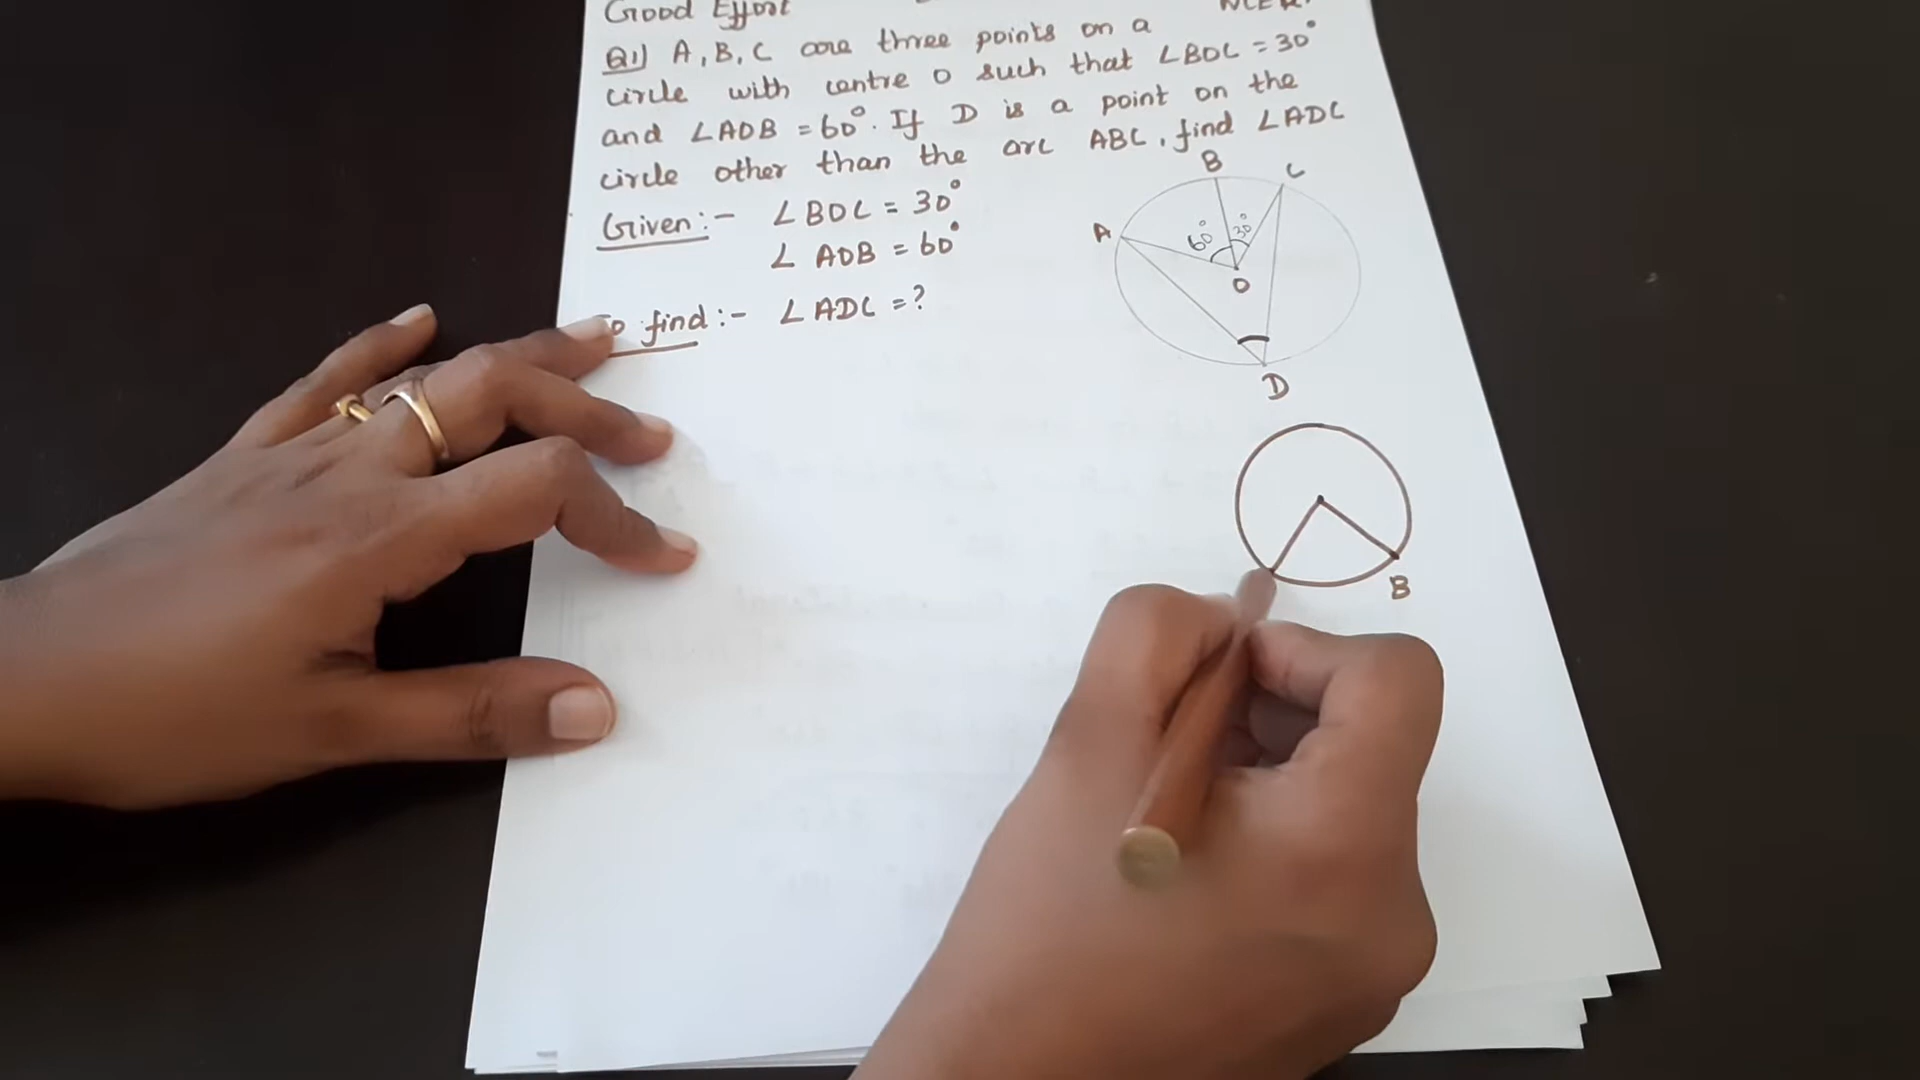 Good Effort
Q1) A, B, C are three points on a
circle with centre O such that ∠BOC = 30°
and ∠AOB = 60°. If D is a point on the
circle other than the arc ABC, find ∠ADC
Given:- ∠BOC = 30°
∠ AOB = 60°
To find:- ∠ADC = ?
B
C
A
60°
30°
O
D
B